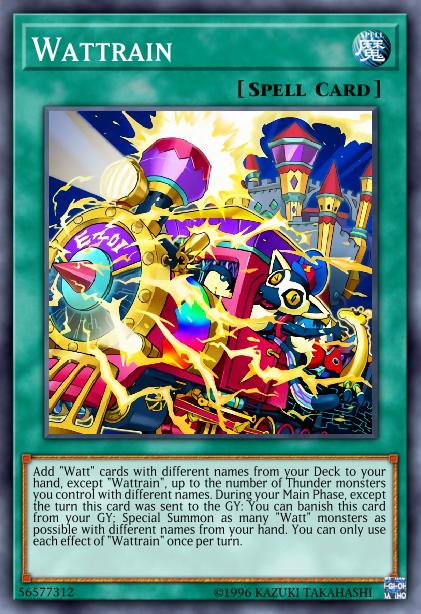 WATTRAIN
SPELL
魔
[SPELL CARD]
Add "Watt" cards with different names from your Deck to your
hand, except "Wattrain", up to the number of Thunder monsters
you control with different names. During your Main Phase, except
the turn this card was sent to the GY: You can banish this card
from your GY; Special Summon as many "Watt" monsters as
possible with different names from your hand. You can only use
each effect of "Wattrain" once per turn.
56577312
©1996 KAZUKI TAKAHASHI